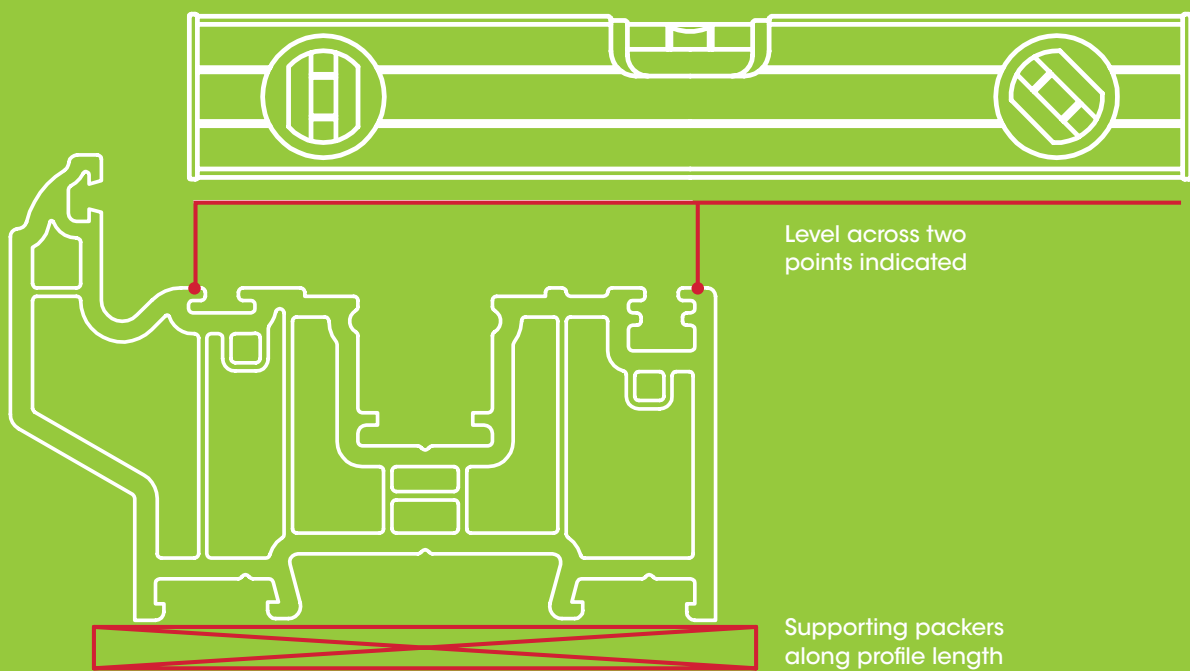 Level across two
points indicated
Supporting packers
along profile length